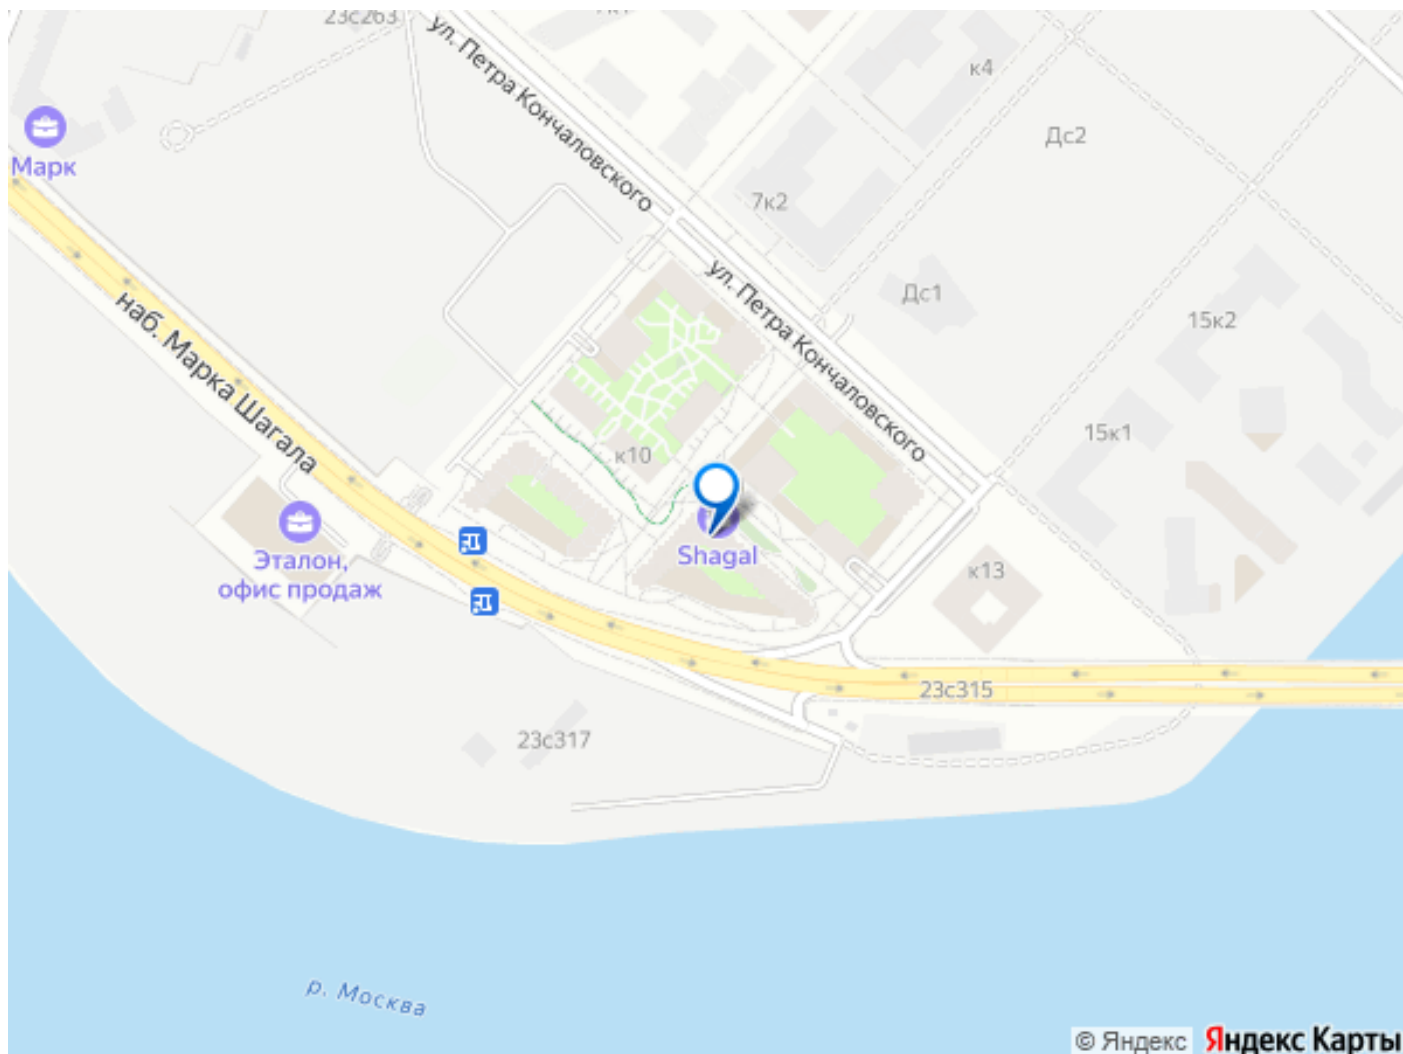 23с263
ул. Петра Кончаловского
к4
Марк
Дс2
7к2
ул. Петра Кончаловского
Дс1
15к2
наб. Марка Шагала
15к1
к10
Shagal
Эталон,
офис продаж
к13
23с315
23с317
р. Москва
© Яндекс Яндекс Карты